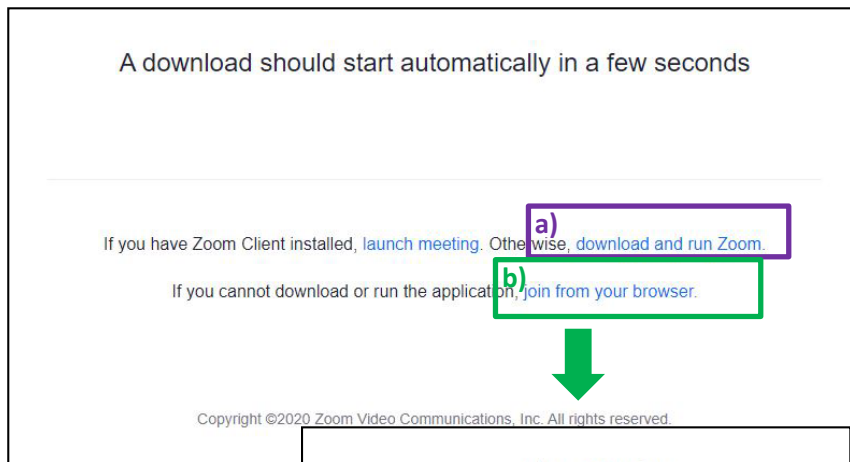 A download should start automatically in a few seconds
a)
If you have Zoom Client installed, launch meeting. Otherwise, download and run Zoom.
b)
If you cannot download or run the application, join from your browser.
Copyright ©2020 Zoom Video Communications, Inc. All rights reserved.